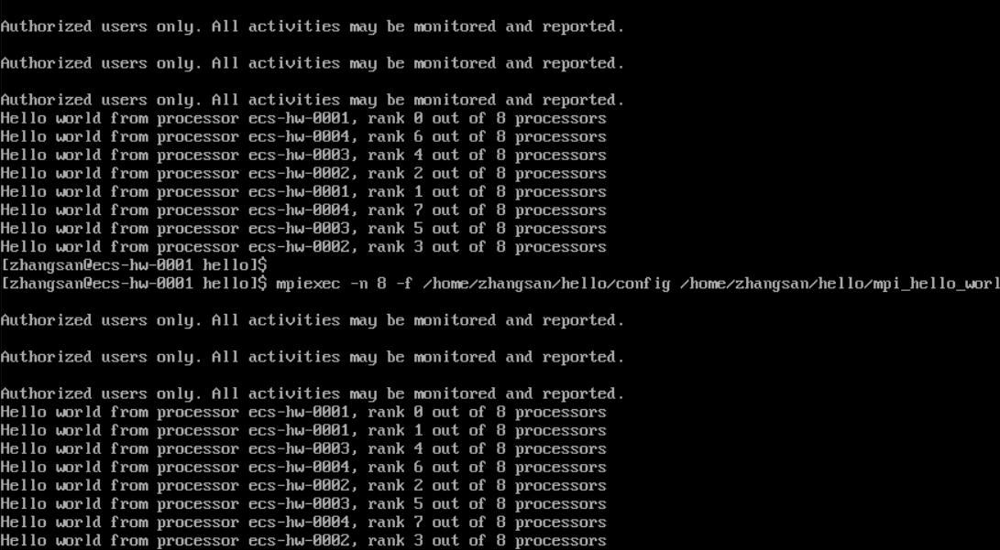 Authorized users only. All activities may be monitored and reported.
Authorized users only. All activities may be monitored and reported.
Authorized users only. All activities may be monitored and reported.
Hello world from processor ecs-hw-0001, rank 0 out of 8 processors
Hello world from processor ecs-hw-0004, rank 6 out of 8 processors
Hello world from processor ecs-hw-0003, rank 4 out of 8 processors
Hello world from processor ecs-hw-0002, rank 2 out of 8 processors
Hello world from processor ecs-hw-0001, rank 1 out of 8 processors
Hello world from processor ecs-hw-0004, rank 7 out of 8 processors
Hello world from processor ecs-hw-0003, rank 5 out of 8 processors
Hello world from processor ecs-hw-0002, rank 3 out of 8 processors
[zhangsan@ecs-hw-0001 hello]$
[zhangsan@ecs-hw-0001 hello]$ mpiexec -n 8 -f /home/zhangsan/hello/config /home/zhangsan/hello/mpi_hello_worl
Authorized users only. All activities may be monitored and reported.
Authorized users only. All activities may be monitored and reported.
Authorized users only. All activities may be monitored and reported.
Hello world from processor ecs-hw-0001, rank 0 out of 8 processors
Hello world from processor ecs-hw-0001, rank 1 out of 8 processors
Hello world from processor ecs-hw-0003, rank 4 out of 8 processors
Hello world from processor ecs-hw-0004, rank 6 out of 8 processors
Hello world from processor ecs-hw-0002, rank 2 out of 8 processors
Hello world from processor ecs-hw-0003, rank 5 out of 8 processors
Hello world from processor ecs-hw-0004, rank 7 out of 8 processors
Hello world from processor ecs-hw-0002, rank 3 out of 8 processors